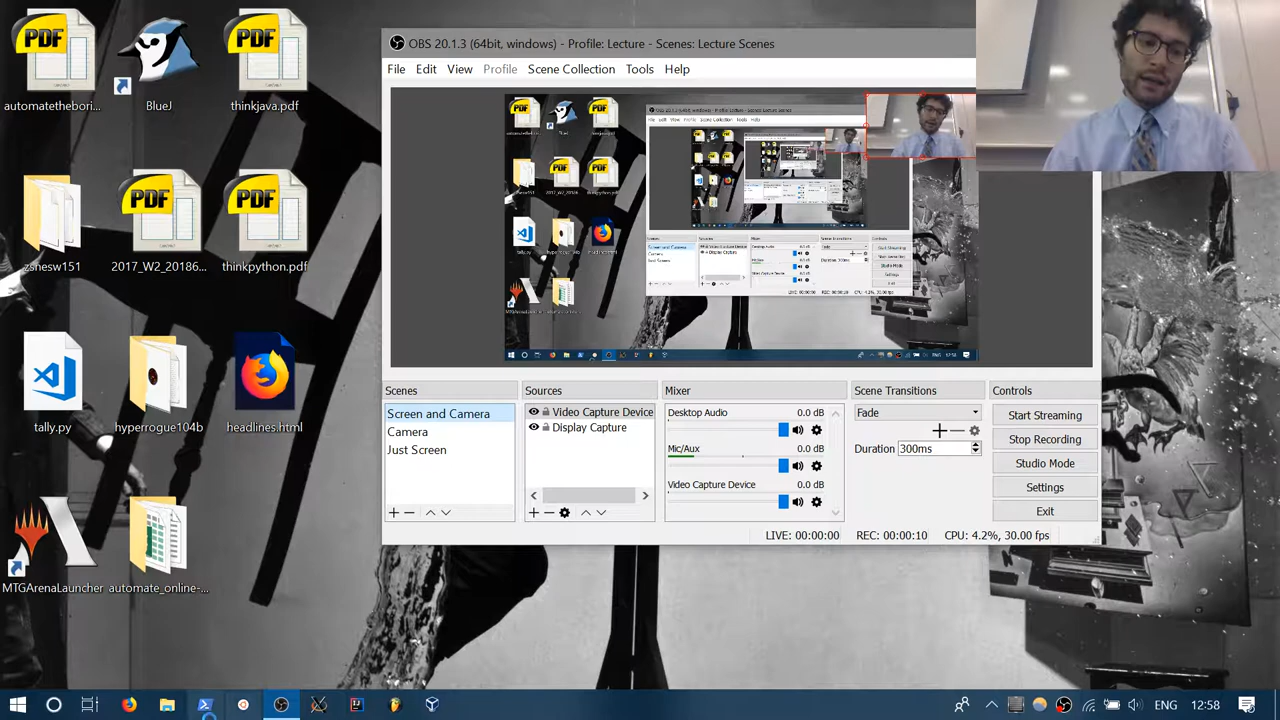 PDF
automatethebori...
BlueJ
PDF
thinkjava.pdf
zsnesw151
PDF
2017_W2_20106...
PDF
thinkpython.pdf
tally.py
hyperrogue104b
headlines.html
MTGArenaLauncher
automate_online-...
OBS 20.1.3 (64bit, windows) - Profile: Lecture - Scenes: Lecture Scenes
File Edit View Profile Scene Collection Tools Help
Scenes
Screen and Camera
Camera
Just Screen
Sources
Video Capture Device
Display Capture
Mixer
Desktop Audio 0.0 dB
Mic/Aux 0.0 dB
Video Capture Device 0.0 dB
Scene Transitions
Fade
Duration 300ms
Controls
Start Streaming
Stop Recording
Studio Mode
Settings
Exit
LIVE: 00:00:00 REC: 00:00:10 CPU: 4.2%, 30.00 fps
ENG 12:58